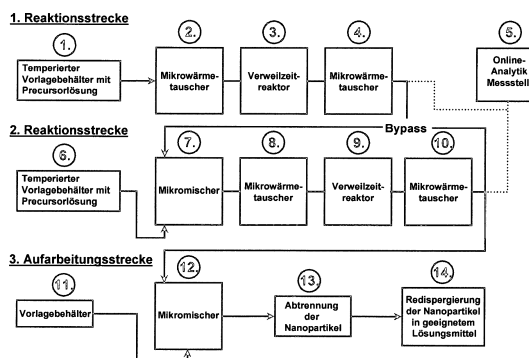 1. Reaktionsstrecke
1.
2.
3.
4.
5.
Temperierter
Vorlagebehälter mit
Precursorlösung
Mikrowärme-
tauscher
Verweilzeit-
reaktor
Mikrowärme-
tauscher
Online-
Analytik
Messstell
Bypass
2. Reaktionsstrecke
6.
7.
8.
9.
10.
Temperierter
Vorlagebehälter mit
Precursorlösung
Mikromischer
Mikrowärme-
tauscher
Verweilzeit-
reaktor
Mikrowärme-
tauscher
3. Aufarbeitungsstrecke
11.
12.
13.
14.
Vorlagebehälter
Mikromischer
Abtrennung
der
Nanopartikel
Redispergierung
der Nanopartikel
in geeignetem
Lösungsmittel